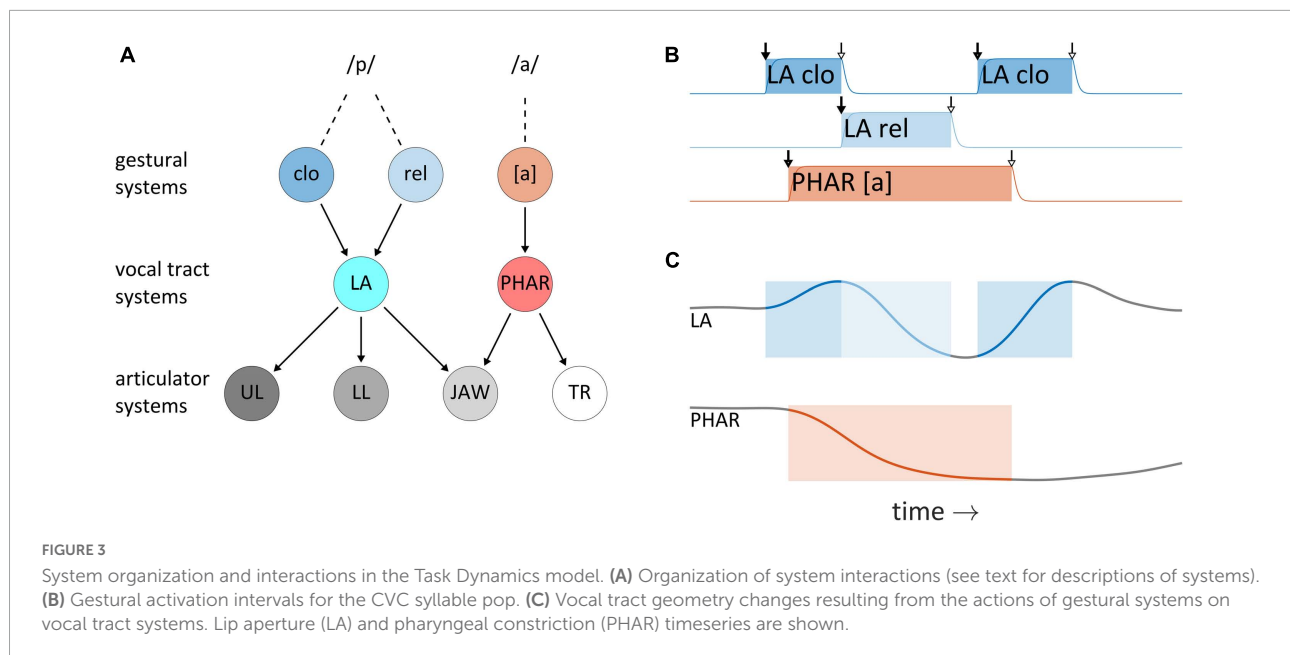 A
/p/ /a/
gestural
systems
clo rel [a]
vocal tract
systems
LA PHAR
articulator
systems
UL LL JAW TR
B
LA clo LA clo
LA rel
PHAR [a]
C
LA
PHAR
time →
FIGURE 3
System organization and interactions in the Task Dynamics model. (A) Organization of system interactions (see text for descriptions of systems).
(B) Gestural activation intervals for the CVC syllable pop. (C) Vocal tract geometry changes resulting from the actions of gestural systems on
vocal tract systems. Lip aperture (LA) and pharyngeal constriction (PHAR) timeseries are shown.